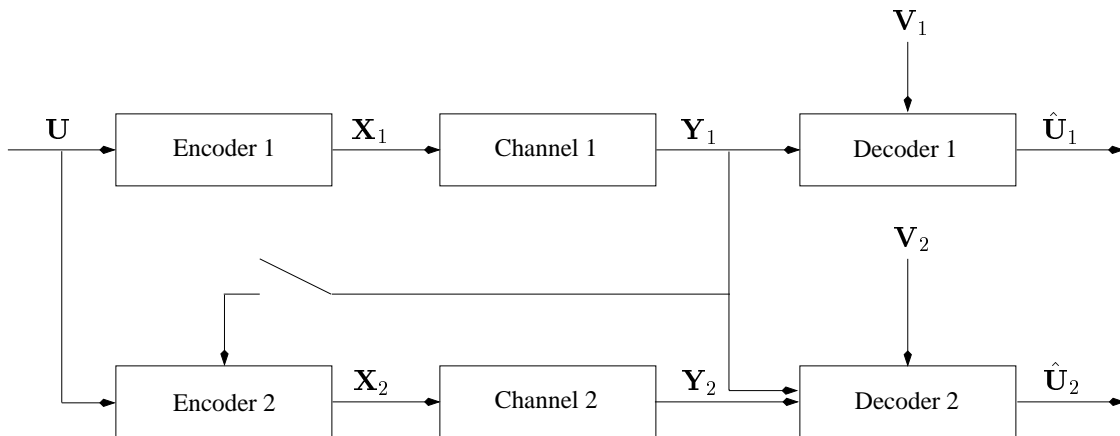 V₁
U Encoder 1 X₁ Channel 1 Y₁ Decoder 1 Û₁
V₂
Encoder 2 X₂ Channel 2 Y₂ Decoder 2 Û₂